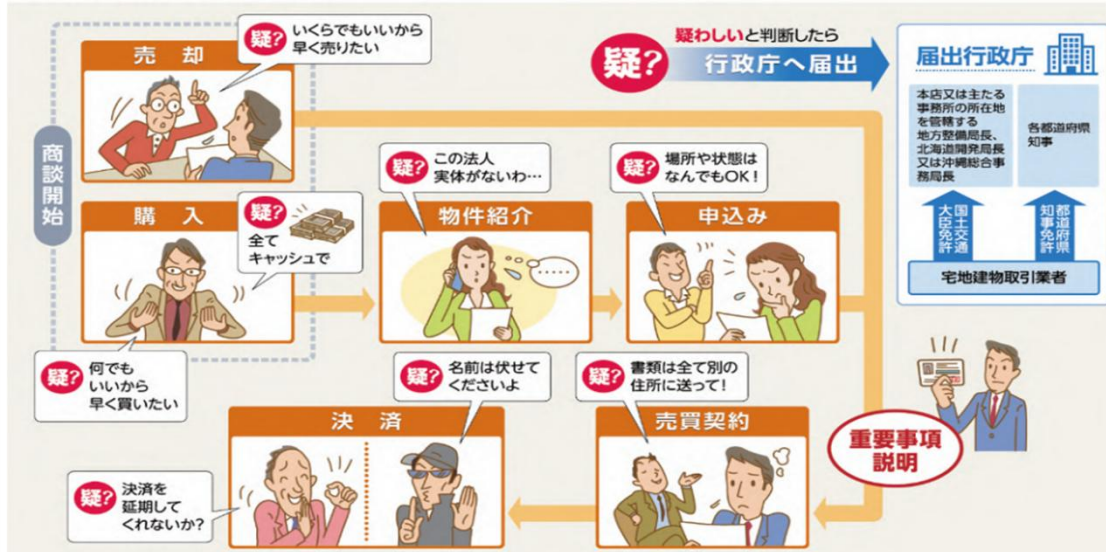 商談開始
売却
疑?
いくらでもいいから
早く売りたい
購入
疑?
全て
キャッシュで
疑?
何でも
いいから
早く買いたい
物件紹介
疑?
この法人
実体がないわ…
申込み
疑?
場所や状態は
なんでもOK!
疑?
疑わしいと判断したら
行政庁へ届出
届出行政庁
本店又は主たる
事務所の所在地
を管轄する
地方整備局長、
北海道開発局長
又は沖縄総合事
務局長
各都道府県
知事
国土交通
大臣免許
都道府県
知事免許
宅地建物取引業者
重要事項
説明
売買契約
疑?
書類は全て別の
住所に送って!
決済
疑?
名前は伏せて
くださいよ
疑?
決済を
延期して
くれないか?